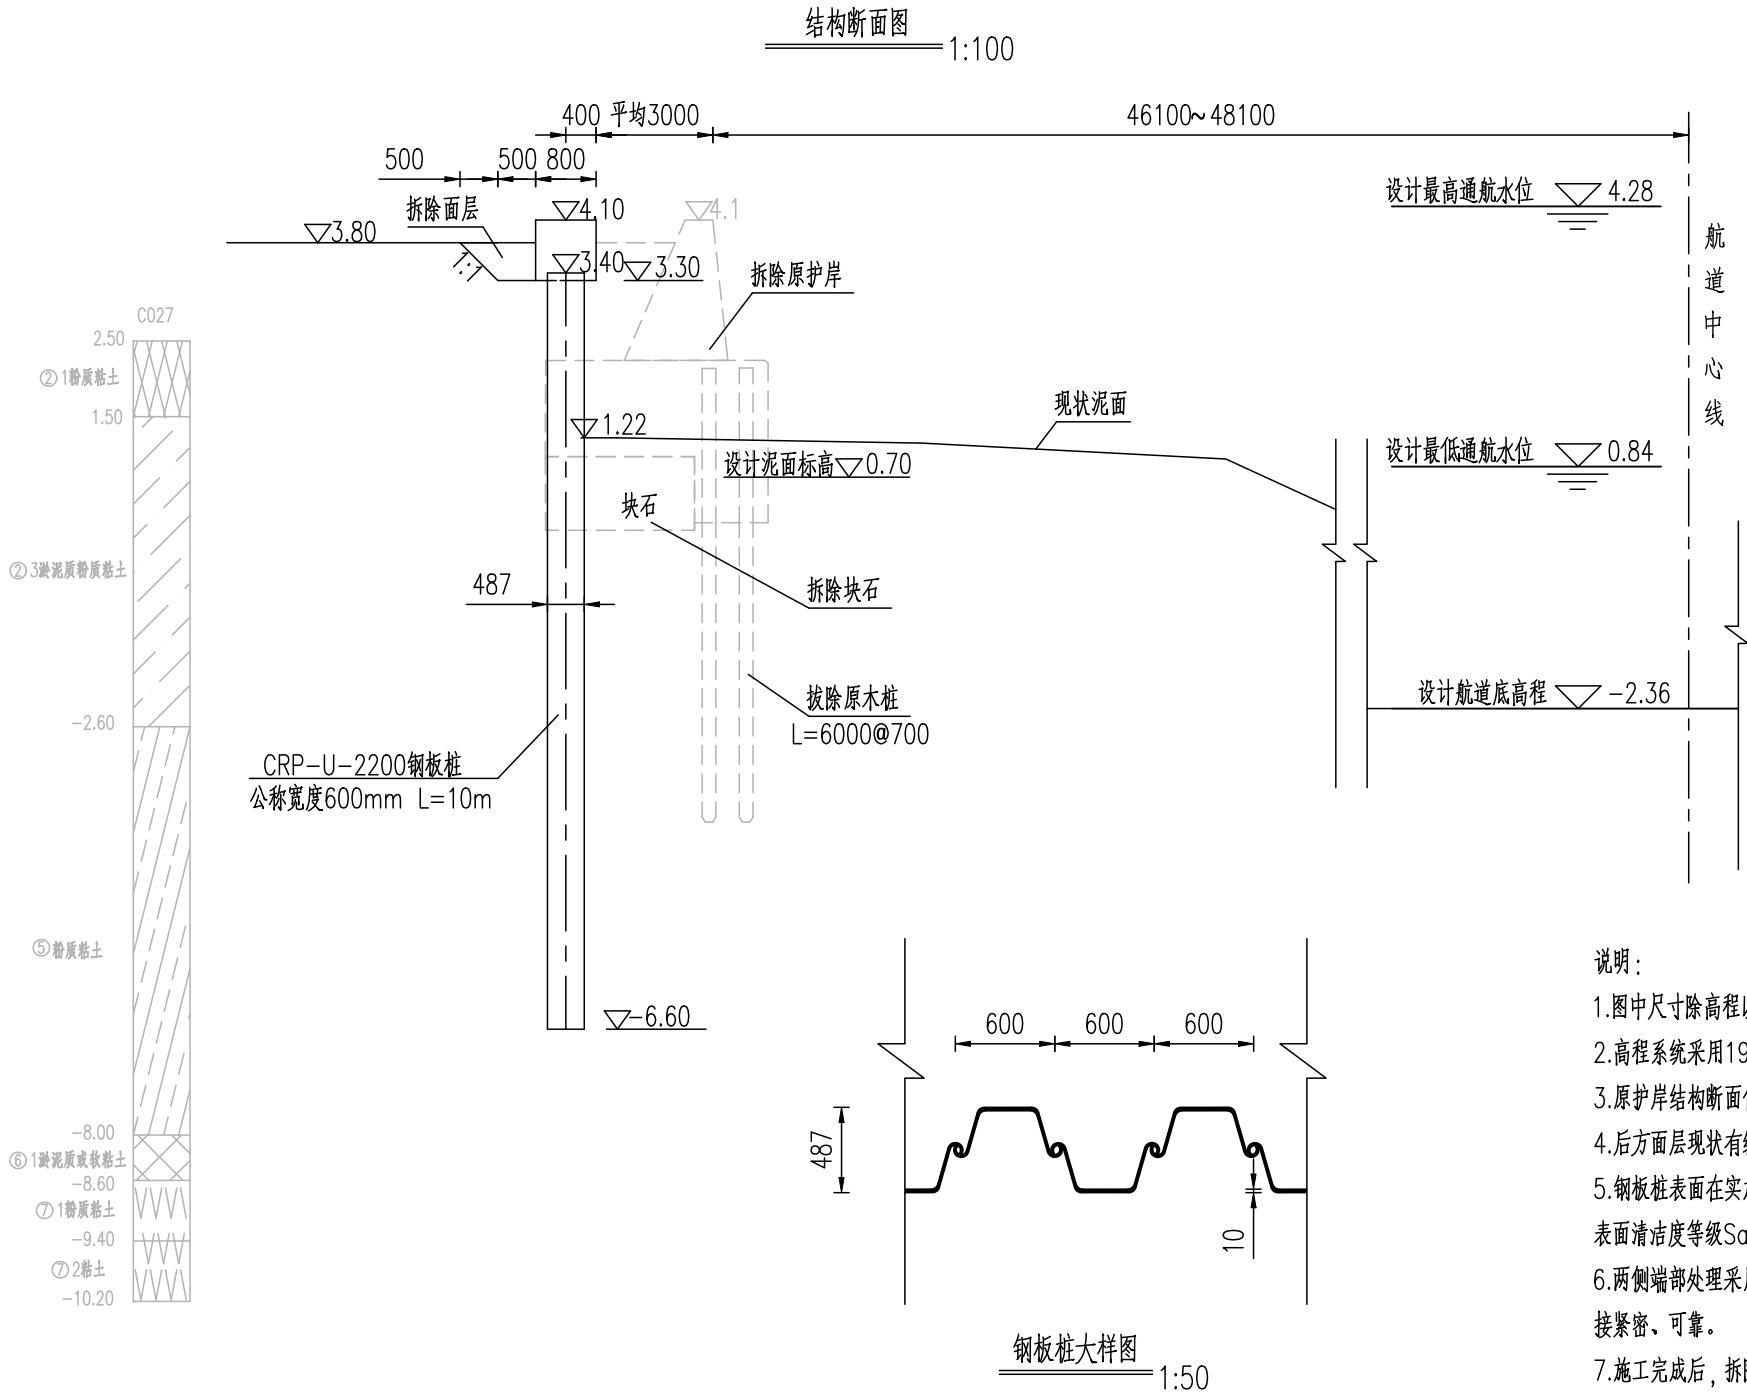 结构断面图 1:100
400 平均3000 46100~48100
500 500 800
设计最高通航水位 4.28
拆除面层 4.10 4.1
3.80
航道中心线
1:1
3.40 3.30
拆除原护岸
C027
2.50
②1粉质粘土
1.50
1.22
现状泥面
设计泥面标高 0.70
设计最低通航水位 0.84
块石
②3淤泥质粉质粘土
487
拆除块石
设计航道底高程 -2.36
拔除原木桩
L=6000@700
-2.60
CRP-U-2200钢板桩
公称宽度600mm L=10m
⑤粉质粘土
-6.60
600 600 600
487
10
-8.00
⑥1淤泥质或软粘土
-8.60
⑦1粉质粘土
-9.40
⑦2粘土
-10.20
钢板桩大样图 1:50
说明:
1.图中尺寸除高程
2.高程系统采用19
3.原护岸结构断面
4.后方面层现状有
5.钢板桩表面在实
表面清洁度等级Sa
6.两侧端部处理采
接紧密、可靠。
7.施工完成后,拆